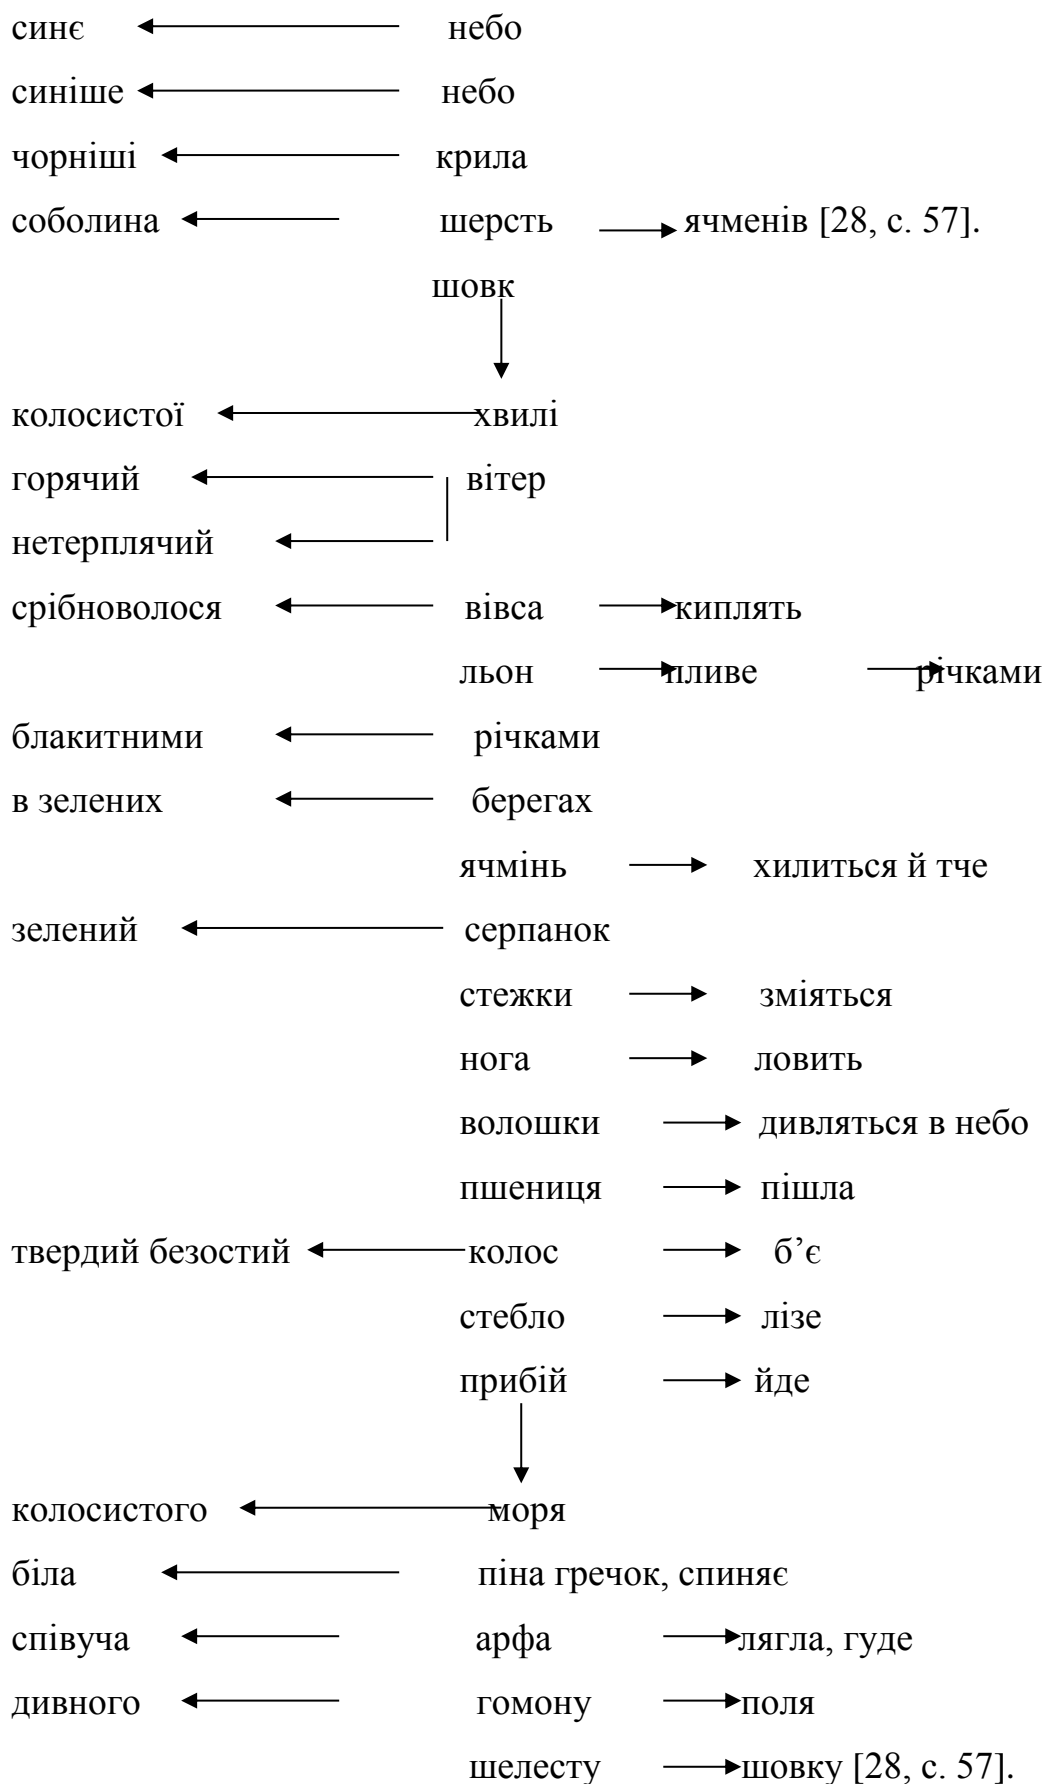 синє небо
синіше небо
чорніші крила
соболина шерсть ячменів [28, с. 57].
шовк
колосистої хвилі
горячий вітер
нетерплячий
срібноволося вівса киплять
льон пливе річками
блакитними річками
в зелених берегах
ячмінь хилиться й тче
зелений серпанок
стежки зміяться
нога ловить
волошки дивляться в небо
пшениця пішла
твердий безостий колос б’є
стебло лізе
прибій йде
колосистого моря
біла піна гречок, спиняє
співуча арфа лягла, гуде
дивного гомону поля
шелесту шовку [28, с. 57].